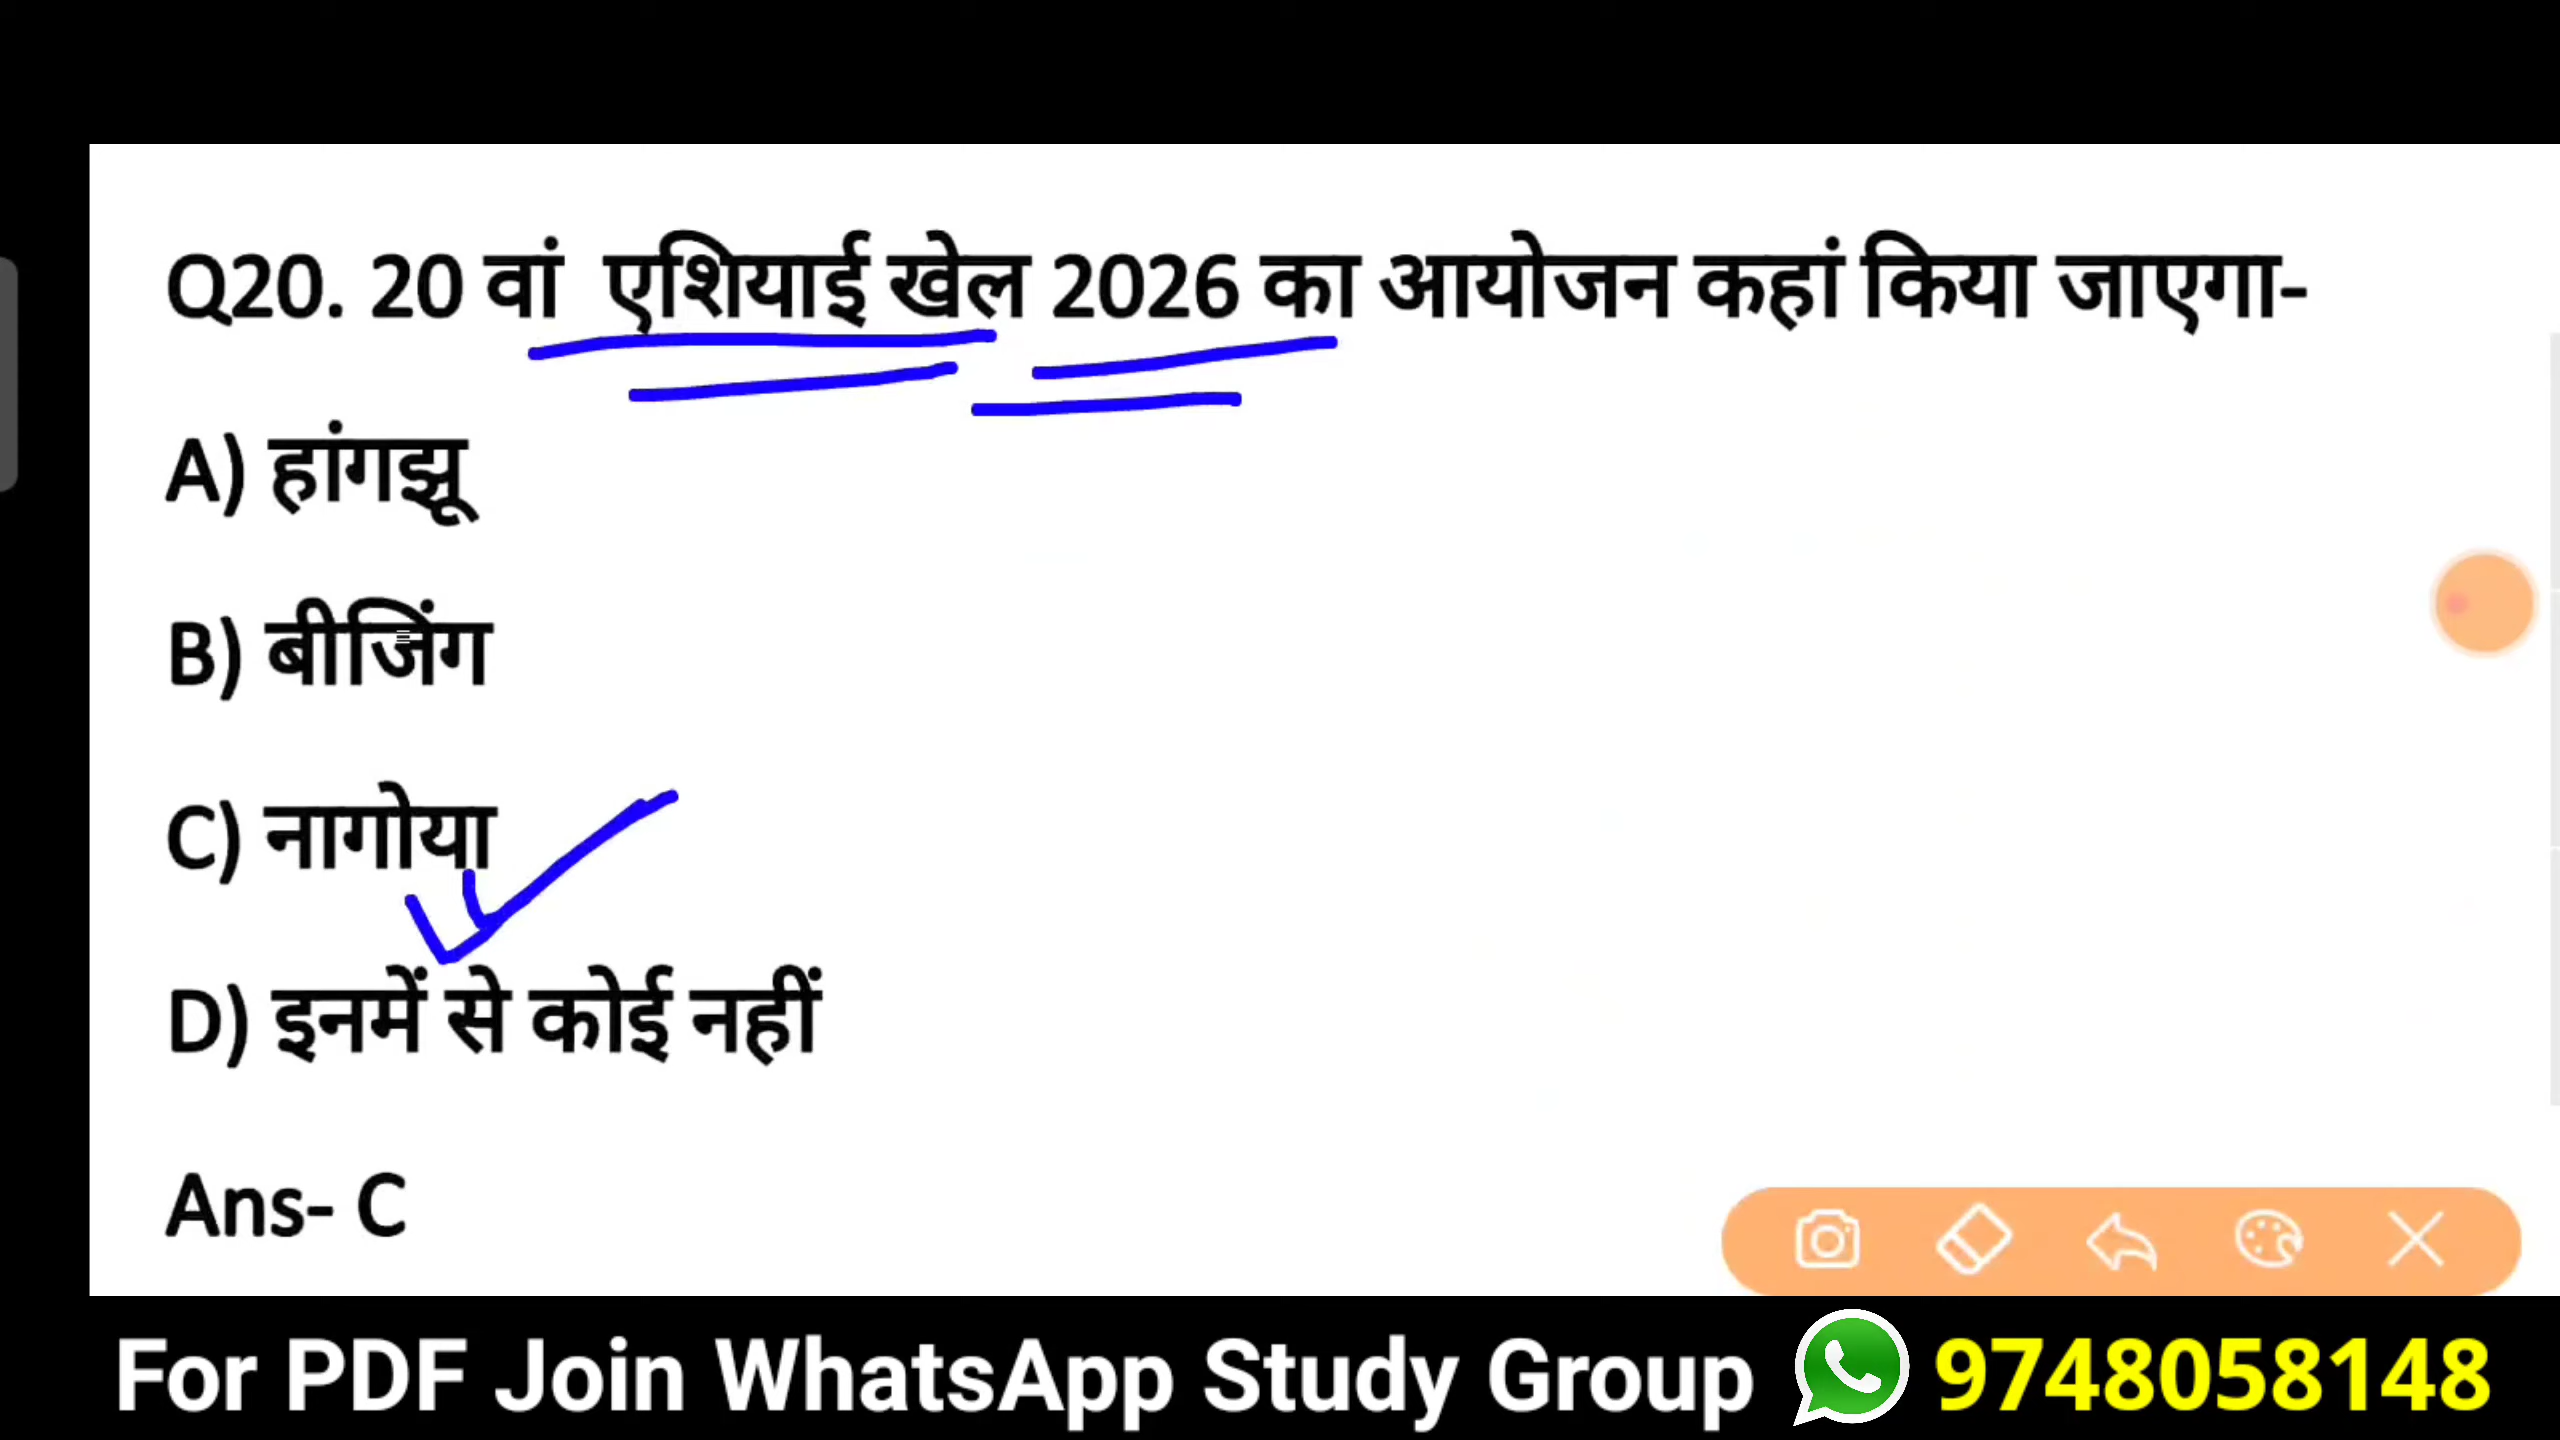 Q20. 20 वां एशियाई खेल 2026 का आयोजन कहां किया जाएगा-
A) हांगझू
B) बीजिंग
C) नागोया
D) इनमें से कोई नहीं
Ans- C
For PDF Join WhatsApp Study Group 9748058148